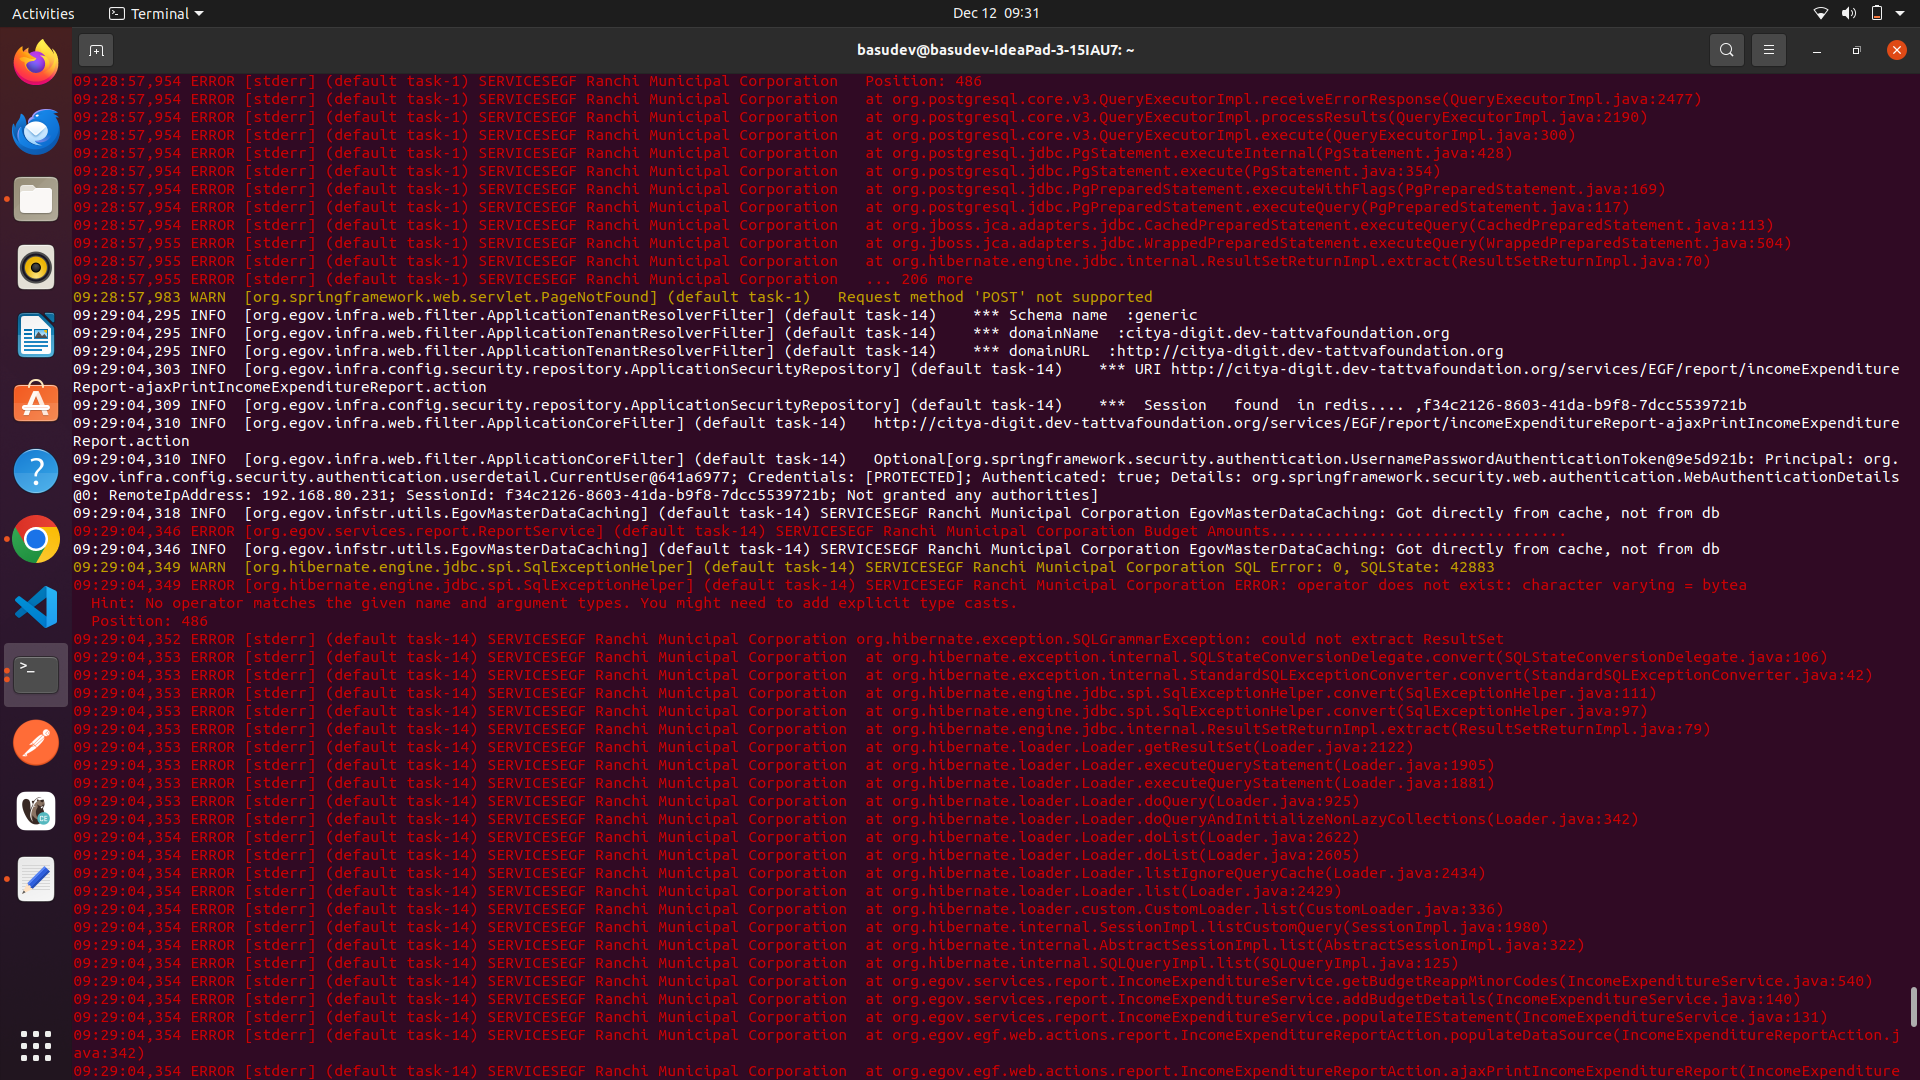 Activities
Terminal
Dec 12 09:31
basudev@basudev-IdeaPad-3-15IAU7: ~
09:28:57,954 ERROR [stderr] (default task-1) SERVICESEGF Ranchi Municipal Corporation   Position: 486
09:28:57,954 ERROR [stderr] (default task-1) SERVICESEGF Ranchi Municipal Corporation   at org.postgresql.core.v3.QueryExecutorImpl.receiveErrorResponse(QueryExecutorImpl.java:2477)
09:28:57,954 ERROR [stderr] (default task-1) SERVICESEGF Ranchi Municipal Corporation   at org.postgresql.core.v3.QueryExecutorImpl.processResults(QueryExecutorImpl.java:2190)
09:28:57,954 ERROR [stderr] (default task-1) SERVICESEGF Ranchi Municipal Corporation   at org.postgresql.core.v3.QueryExecutorImpl.execute(QueryExecutorImpl.java:300)
09:28:57,954 ERROR [stderr] (default task-1) SERVICESEGF Ranchi Municipal Corporation   at org.postgresql.jdbc.PgStatement.executeInternal(PgStatement.java:428)
09:28:57,954 ERROR [stderr] (default task-1) SERVICESEGF Ranchi Municipal Corporation   at org.postgresql.jdbc.PgStatement.execute(PgStatement.java:354)
09:28:57,954 ERROR [stderr] (default task-1) SERVICESEGF Ranchi Municipal Corporation   at org.postgresql.jdbc.PgPreparedStatement.executeWithFlags(PgPreparedStatement.java:169)
09:28:57,954 ERROR [stderr] (default task-1) SERVICESEGF Ranchi Municipal Corporation   at org.postgresql.jdbc.PgPreparedStatement.executeQuery(PgPreparedStatement.java:117)
09:28:57,954 ERROR [stderr] (default task-1) SERVICESEGF Ranchi Municipal Corporation   at org.jboss.jca.adapters.jdbc.CachedPreparedStatement.executeQuery(CachedPreparedStatement.java:113)
09:28:57,955 ERROR [stderr] (default task-1) SERVICESEGF Ranchi Municipal Corporation   at org.jboss.jca.adapters.jdbc.WrappedPreparedStatement.executeQuery(WrappedPreparedStatement.java:504)
09:28:57,955 ERROR [stderr] (default task-1) SERVICESEGF Ranchi Municipal Corporation   at org.hibernate.engine.jdbc.internal.ResultSetReturnImpl.extract(ResultSetReturnImpl.java:70)
09:28:57,955 ERROR [stderr] (default task-1) SERVICESEGF Ranchi Municipal Corporation   ... 206 more
09:28:57,983 WARN  [org.springframework.web.servlet.PageNotFound] (default task-1)   Request method 'POST' not supported
09:29:04,295 INFO  [org.egov.infra.web.filter.ApplicationTenantResolverFilter] (default task-14)    *** Schema name  :generic
09:29:04,295 INFO  [org.egov.infra.web.filter.ApplicationTenantResolverFilter] (default task-14)    *** domainName  :citya-digit.dev-tattvafoundation.org
09:29:04,295 INFO  [org.egov.infra.web.filter.ApplicationTenantResolverFilter] (default task-14)    *** domainURL  :http://citya-digit.dev-tattvafoundation.org
09:29:04,303 INFO  [org.egov.infra.config.security.repository.ApplicationSecurityRepository] (default task-14)    *** URI http://citya-digit.dev-tattvafoundation.org/services/EGF/report/incomeExpenditure
Report-ajaxPrintIncomeExpenditureReport.action
09:29:04,309 INFO  [org.egov.infra.config.security.repository.ApplicationSecurityRepository] (default task-14)    ***  Session   found  in redis.... ,f34c2126-8603-41da-b9f8-7dcc5539721b
09:29:04,310 INFO  [org.egov.infra.web.filter.ApplicationCoreFilter] (default task-14)   http://citya-digit.dev-tattvafoundation.org/services/EGF/report/incomeExpenditureReport-ajaxPrintIncomeExpenditure
Report.action
09:29:04,310 INFO  [org.egov.infra.web.filter.ApplicationCoreFilter] (default task-14)   Optional[org.springframework.security.authentication.UsernamePasswordAuthenticationToken@9e5d921b: Principal: org.
egov.infra.config.security.authentication.userdetail.CurrentUser@641a6977; Credentials: [PROTECTED]; Authenticated: true; Details: org.springframework.security.web.authentication.WebAuthenticationDetails
@0: RemoteIpAddress: 192.168.80.231; SessionId: f34c2126-8603-41da-b9f8-7dcc5539721b; Not granted any authorities]
09:29:04,318 INFO  [org.egov.infstr.utils.EgovMasterDataCaching] (default task-14) SERVICESEGF Ranchi Municipal Corporation EgovMasterDataCaching: Got directly from cache, not from db
09:29:04,346 ERROR [org.egov.services.report.ReportService] (default task-14) SERVICESEGF Ranchi Municipal Corporation Budget Amounts.................................
09:29:04,346 INFO  [org.egov.infstr.utils.EgovMasterDataCaching] (default task-14) SERVICESEGF Ranchi Municipal Corporation EgovMasterDataCaching: Got directly from cache, not from db
09:29:04,349 WARN  [org.hibernate.engine.jdbc.spi.SqlExceptionHelper] (default task-14) SERVICESEGF Ranchi Municipal Corporation SQL Error: 0, SQLState: 42883
09:29:04,349 ERROR [org.hibernate.engine.jdbc.spi.SqlExceptionHelper] (default task-14) SERVICESEGF Ranchi Municipal Corporation ERROR: operator does not exist: character varying = bytea
  Hint: No operator matches the given name and argument types. You might need to add explicit type casts.
  Position: 486
09:29:04,352 ERROR [stderr] (default task-14) SERVICESEGF Ranchi Municipal Corporation org.hibernate.exception.SQLGrammarException: could not extract ResultSet
09:29:04,353 ERROR [stderr] (default task-14) SERVICESEGF Ranchi Municipal Corporation  at org.hibernate.exception.internal.SQLStateConversionDelegate.convert(SQLStateConversionDelegate.java:106)
09:29:04,353 ERROR [stderr] (default task-14) SERVICESEGF Ranchi Municipal Corporation  at org.hibernate.exception.internal.StandardSQLExceptionConverter.convert(StandardSQLExceptionConverter.java:42)
09:29:04,353 ERROR [stderr] (default task-14) SERVICESEGF Ranchi Municipal Corporation  at org.hibernate.engine.jdbc.spi.SqlExceptionHelper.convert(SqlExceptionHelper.java:111)
09:29:04,353 ERROR [stderr] (default task-14) SERVICESEGF Ranchi Municipal Corporation  at org.hibernate.engine.jdbc.spi.SqlExceptionHelper.convert(SqlExceptionHelper.java:97)
09:29:04,353 ERROR [stderr] (default task-14) SERVICESEGF Ranchi Municipal Corporation  at org.hibernate.engine.jdbc.internal.ResultSetReturnImpl.extract(ResultSetReturnImpl.java:79)
09:29:04,353 ERROR [stderr] (default task-14) SERVICESEGF Ranchi Municipal Corporation  at org.hibernate.loader.Loader.getResultSet(Loader.java:2122)
09:29:04,353 ERROR [stderr] (default task-14) SERVICESEGF Ranchi Municipal Corporation  at org.hibernate.loader.Loader.executeQueryStatement(Loader.java:1905)
09:29:04,353 ERROR [stderr] (default task-14) SERVICESEGF Ranchi Municipal Corporation  at org.hibernate.loader.Loader.executeQueryStatement(Loader.java:1881)
09:29:04,353 ERROR [stderr] (default task-14) SERVICESEGF Ranchi Municipal Corporation  at org.hibernate.loader.Loader.doQuery(Loader.java:925)
09:29:04,353 ERROR [stderr] (default task-14) SERVICESEGF Ranchi Municipal Corporation  at org.hibernate.loader.Loader.doQueryAndInitializeNonLazyCollections(Loader.java:342)
09:29:04,354 ERROR [stderr] (default task-14) SERVICESEGF Ranchi Municipal Corporation  at org.hibernate.loader.Loader.doList(Loader.java:2622)
09:29:04,354 ERROR [stderr] (default task-14) SERVICESEGF Ranchi Municipal Corporation  at org.hibernate.loader.Loader.doList(Loader.java:2605)
09:29:04,354 ERROR [stderr] (default task-14) SERVICESEGF Ranchi Municipal Corporation  at org.hibernate.loader.Loader.listIgnoreQueryCache(Loader.java:2434)
09:29:04,354 ERROR [stderr] (default task-14) SERVICESEGF Ranchi Municipal Corporation  at org.hibernate.loader.Loader.list(Loader.java:2429)
09:29:04,354 ERROR [stderr] (default task-14) SERVICESEGF Ranchi Municipal Corporation  at org.hibernate.loader.custom.CustomLoader.list(CustomLoader.java:336)
09:29:04,354 ERROR [stderr] (default task-14) SERVICESEGF Ranchi Municipal Corporation  at org.hibernate.internal.SessionImpl.listCustomQuery(SessionImpl.java:1980)
09:29:04,354 ERROR [stderr] (default task-14) SERVICESEGF Ranchi Municipal Corporation  at org.hibernate.internal.AbstractSessionImpl.list(AbstractSessionImpl.java:322)
09:29:04,354 ERROR [stderr] (default task-14) SERVICESEGF Ranchi Municipal Corporation  at org.hibernate.internal.SQLQueryImpl.list(SQLQueryImpl.java:125)
09:29:04,354 ERROR [stderr] (default task-14) SERVICESEGF Ranchi Municipal Corporation  at org.egov.services.report.IncomeExpenditureService.getBudgetReappMinorCodes(IncomeExpenditureService.java:540)
09:29:04,354 ERROR [stderr] (default task-14) SERVICESEGF Ranchi Municipal Corporation  at org.egov.services.report.IncomeExpenditureService.addBudgetDetails(IncomeExpenditureService.java:140)
09:29:04,354 ERROR [stderr] (default task-14) SERVICESEGF Ranchi Municipal Corporation  at org.egov.services.report.IncomeExpenditureService.populateIEStatement(IncomeExpenditureService.java:131)
09:29:04,354 ERROR [stderr] (default task-14) SERVICESEGF Ranchi Municipal Corporation  at org.egov.egf.web.actions.report.IncomeExpenditureReportAction.populateDataSource(IncomeExpenditureReportAction.j
ava:342)
09:29:04,354 ERROR [stderr] (default task-14) SERVICESEGF Ranchi Municipal Corporation  at org.egov.egf.web.actions.report.IncomeExpenditureReportAction.ajaxPrintIncomeExpenditureReport(IncomeExpenditure